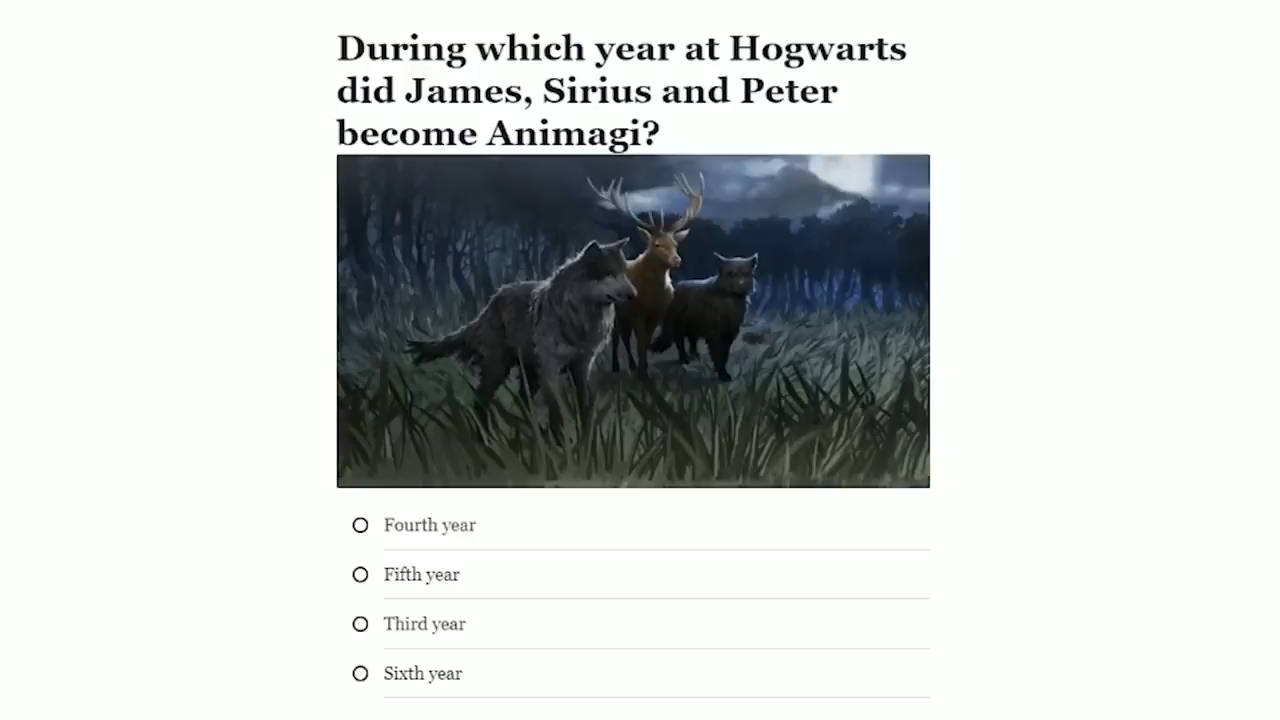 During which year at Hogwarts
did James, Sirius and Peter
become Animagi?
Fourth year
Fifth year
Third year
Sixth year